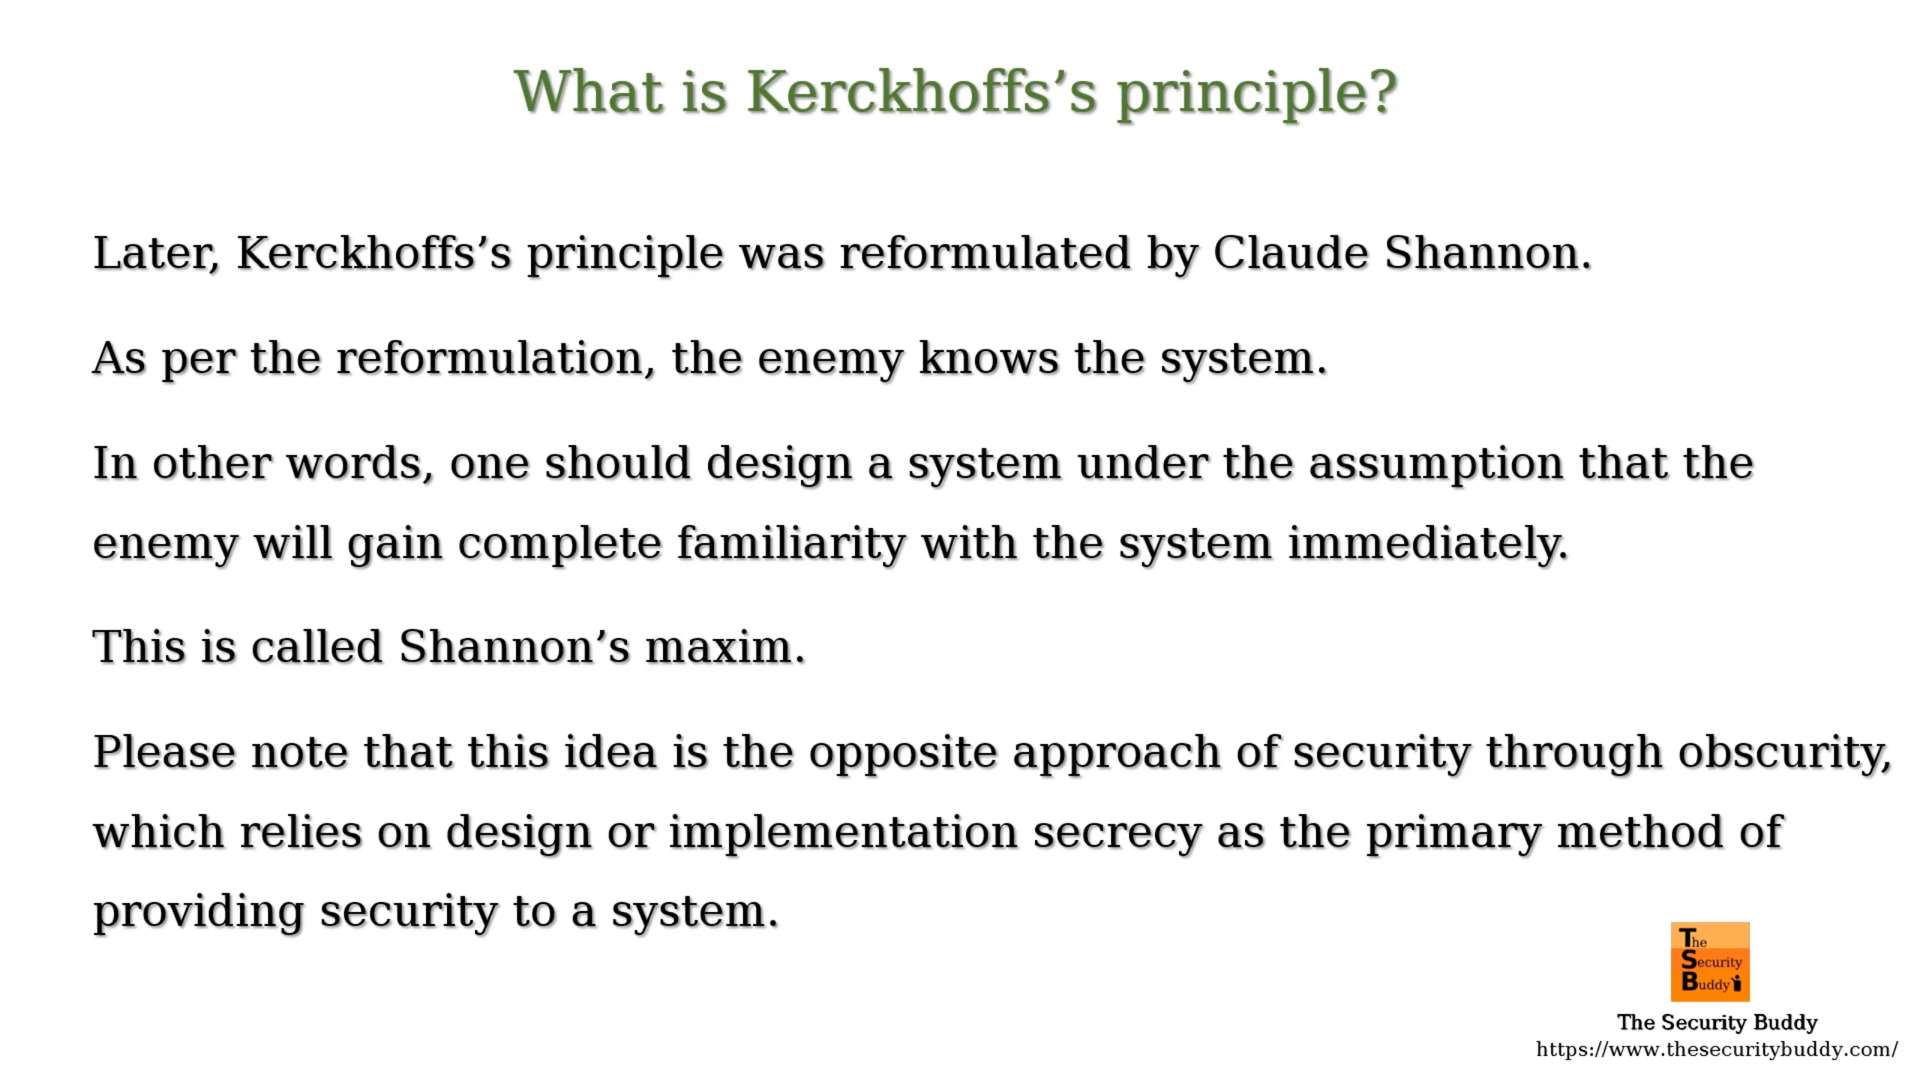 What is Kerckhoffs’s principle?
Later, Kerckhoffs’s principle was reformulated by Claude Shannon.
As per the reformulation, the enemy knows the system.
In other words, one should design a system under the assumption that the
enemy will gain complete familiarity with the system immediately.
This is called Shannon’s maxim.
Please note that this idea is the opposite approach of security through obscurity,
which relies on design or implementation secrecy as the primary method of
providing security to a system.
The
Security
Buddy
The Security Buddy
https://www.thesecuritybuddy.com/